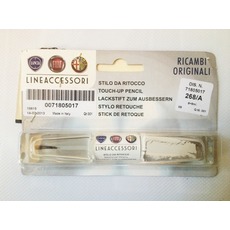 LINEACCESSORI
RICAMBI
ORIGINALI
0071805017
Made in Italy
STILO DA RITOCCO
TOUCH-UP PENCIL
LACKSTIFT ZUM AUSBESSERN
STYLO RETOUCHE
STICK DE RETOQUE
DIS. N.
71805017
268/A
LINEACCESSORI